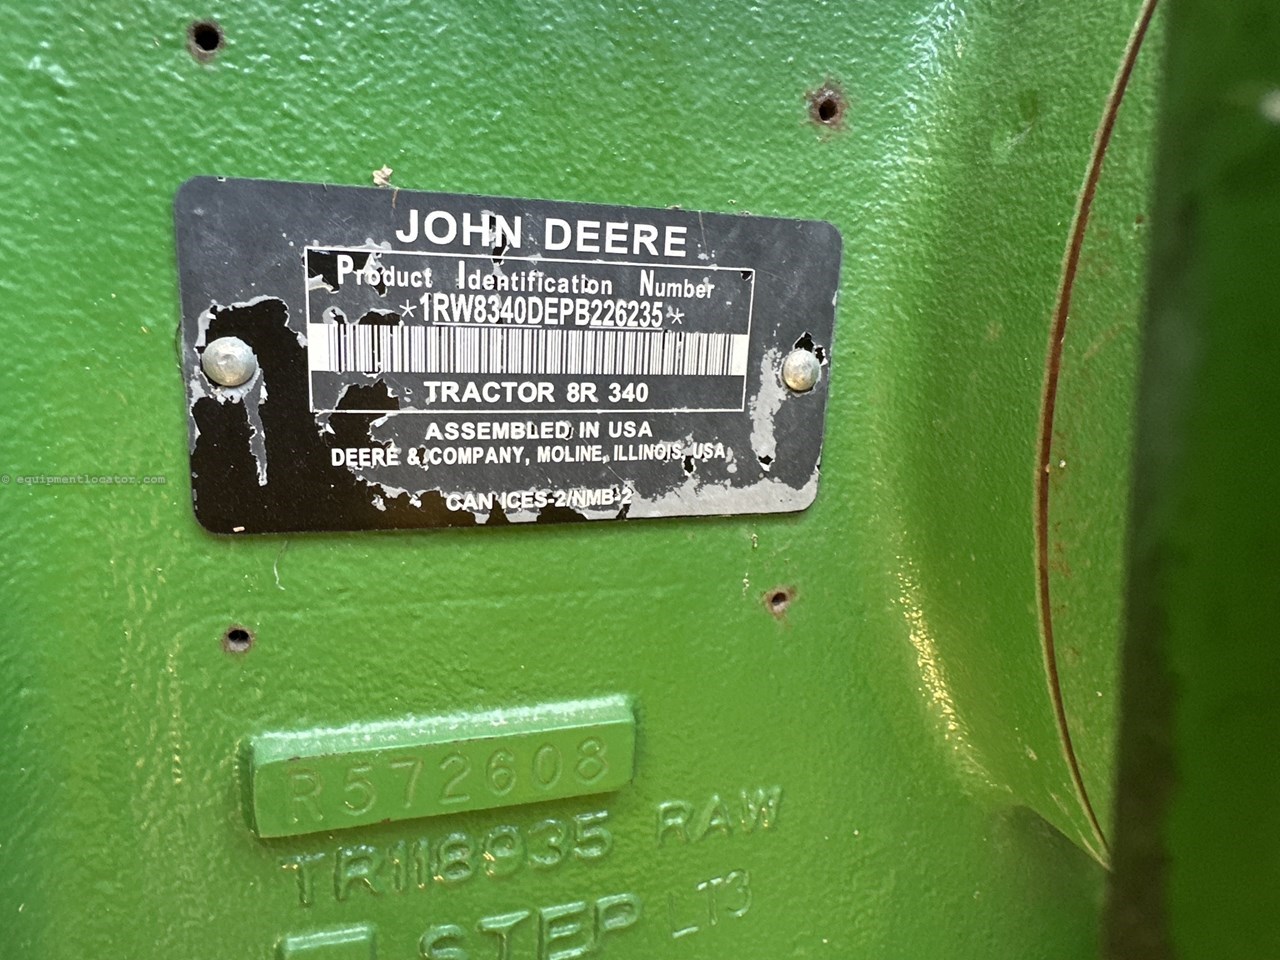 JOHN DEERE
Product Identification Number
*1RW8340DEPB226235*
TRACTOR 8R 340
ASSEMBLED IN USA
DEERE & COMPANY, MOLINE, ILLINOIS, USA
CAN ICES-2/NMB-2
© equipmentlocator.com
R572608
TR118935 RAW
STEP LT3